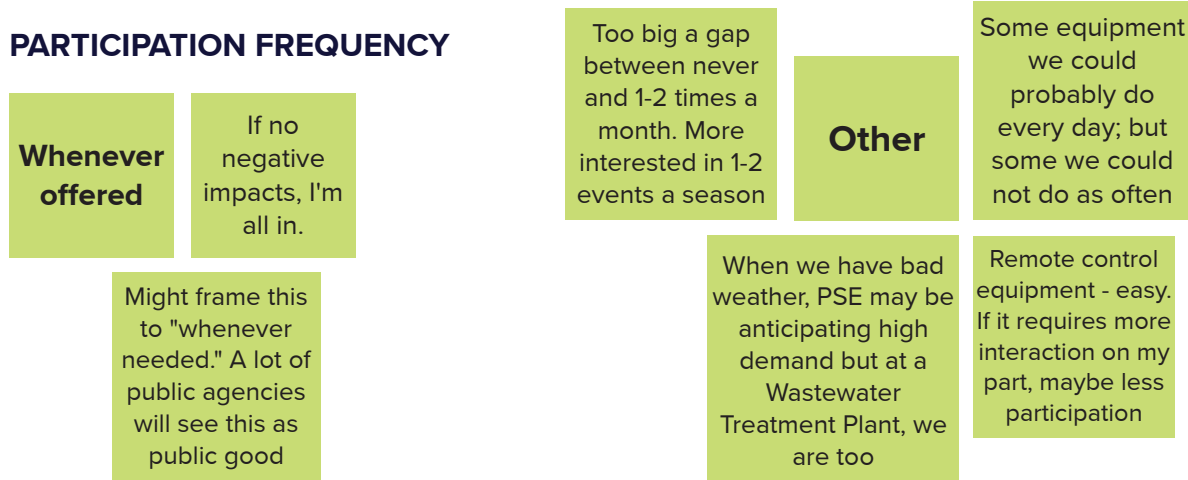 PARTICIPATION FREQUENCY
Whenever
offered
If no
negative
impacts, I'm
all in.
Might frame this
to "whenever
needed." A lot of
public agencies
will see this as
public good
Too big a gap
between never
and 1-2 times a
month. More
interested in 1-2
events a season
Other
Some equipment
we could
probably do
every day; but
some we could
not do as often
When we have bad
weather, PSE may be
anticipating high
demand but at a
Wastewater
Treatment Plant, we
are too
Remote control
equipment - easy.
If it requires more
interaction on my
part, maybe less
participation